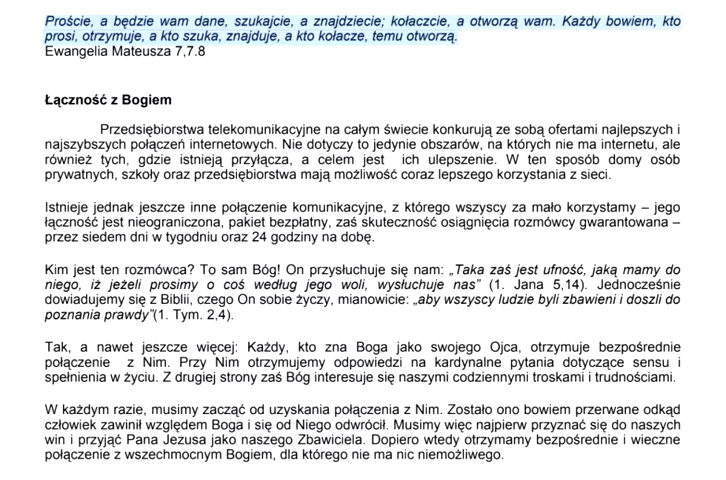 Proście, a będzie wam dane, szukajcie, a znajdziecie; kołaczcie, a otworzą wam. Każdy bowiem, kto
prosi, otrzymuje, a kto szuka, znajduje, a kto kołacze, temu otworzą.
Ewangelia Mateusza 7,7.8
Łączność z Bogiem
Przedsiębiorstwa telekomunikacyjne na całym świecie konkurują ze sobą ofertami najlepszych i
najszybszych połączeń internetowych. Nie dotyczy to jedynie obszarów, na których nie ma internetu, ale
również tych, gdzie istnieją przyłącza, a celem jest ich ulepszenie. W ten sposób domy osób
prywatnych, szkoły oraz przedsiębiorstwa mają możliwość coraz lepszego korzystania z sieci.
Istnieje jednak jeszcze inne połączenie komunikacyjne, z którego wszyscy za mało korzystamy – jego
łączność jest nieograniczona, pakiet bezpłatny, zaś skuteczność osiągnięcia rozmówcy gwarantowana –
przez siedem dni w tygodniu oraz 24 godziny na dobę.
Kim jest ten rozmówca? To sam Bóg! On przysłuchuje się nam: „Taka zaś jest ufność, jaką mamy do
niego, iż jeżeli prosimy o coś według jego woli, wysłuchuje nas” (1. Jana 5,14). Jednocześnie
dowiadujemy się z Biblii, czego On sobie życzy, mianowicie: „aby wszyscy ludzie byli zbawieni i doszli do
poznania prawdy”(1. Tym. 2,4).
Tak, a nawet jeszcze więcej: Każdy, kto zna Boga jako swojego Ojca, otrzymuje bezpośrednie
połączenie z Nim. Przy Nim otrzymujemy odpowiedzi na kardynalne pytania dotyczące sensu i
spełnienia w życiu. Z drugiej strony zaś Bóg interesuje się naszymi codziennymi troskami i trudnościami.
W każdym razie, musimy zacząć od uzyskania połączenia z Nim. Zostało ono bowiem przerwane odkąd
człowiek zawinił względem Boga i się od Niego odwrócił. Musimy więc najpierw przyznać się do naszych
win i przyjąć Pana Jezusa jako naszego Zbawiciela. Dopiero wtedy otrzymamy bezpośrednie i wieczne
połączenie z wszechmocnym Bogiem, dla którego nie ma nic niemożliwego.